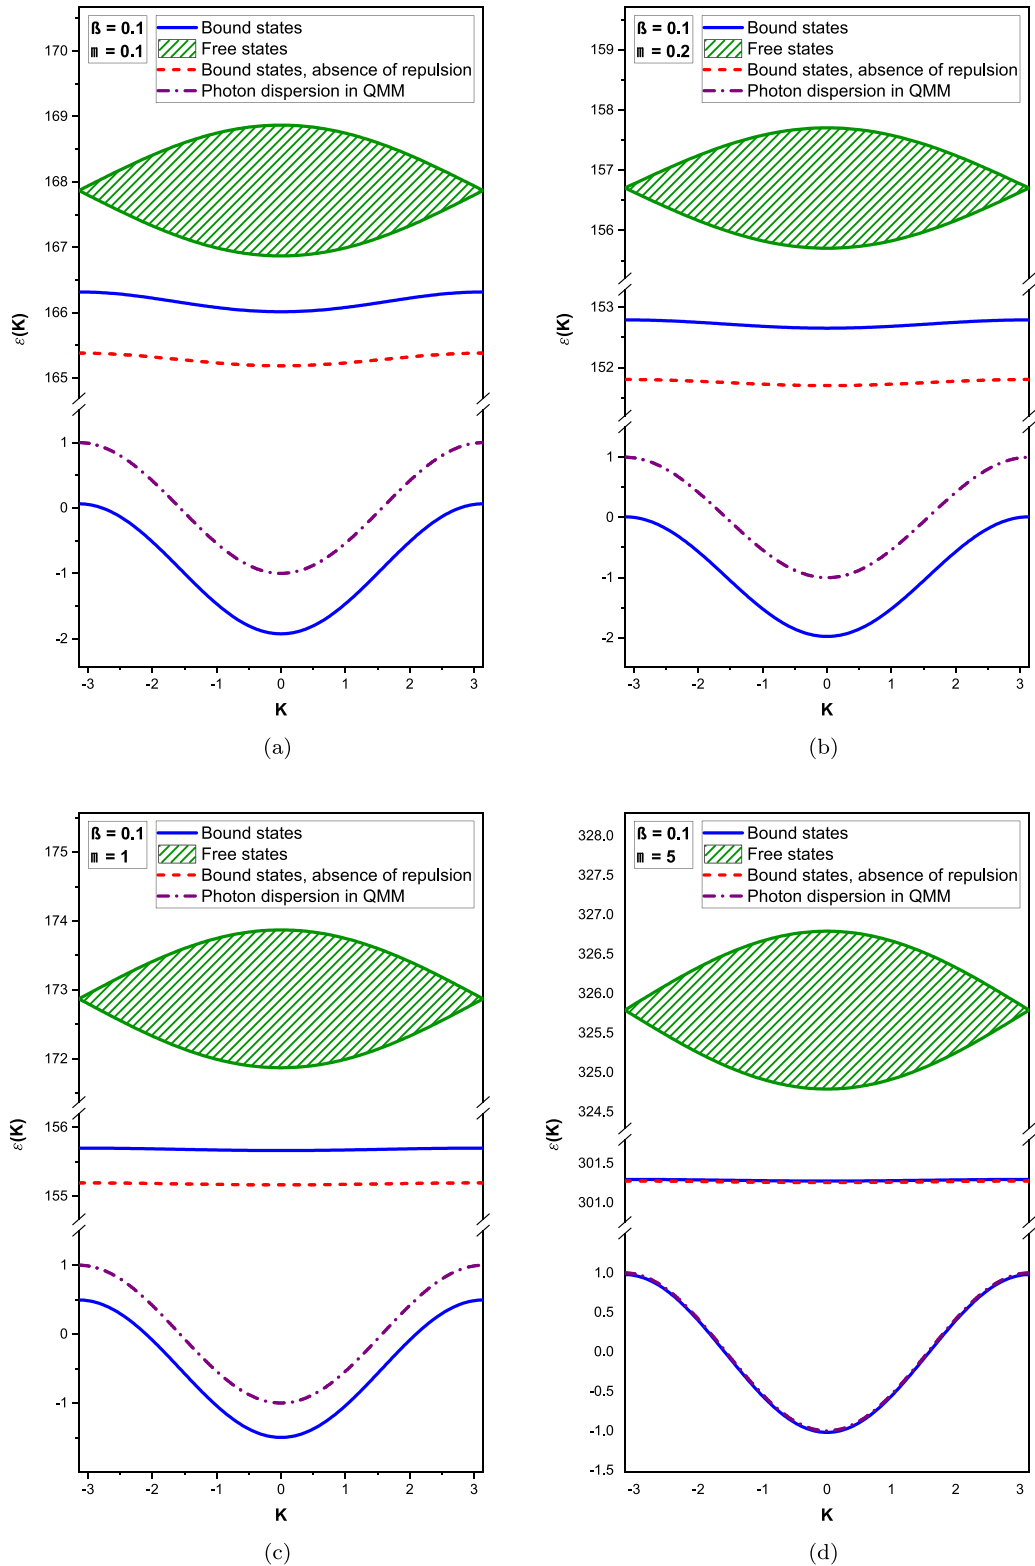 ß = 0.1
m = 0.1
Bound states
Free states
Bound states, absence of repulsion
Photon dispersion in QMM
170
169
168
167
166
165
1
0
-1
-2
ε(K)
-3 -2 -1 0 1 2 3
K
(a)
ß = 0.1
m = 0.2
Bound states
Free states
Bound states, absence of repulsion
Photon dispersion in QMM
159
158
157
156
153
152
1
0
-1
-2
ε(K)
-3 -2 -1 0 1 2 3
K
(b)
ß = 0.1
m = 1
Bound states
Free states
Bound states, absence of repulsion
Photon dispersion in QMM
175
174
173
172
156
155
1
0
-1
ε(K)
-3 -2 -1 0 1 2 3
K
(c)
ß = 0.1
m = 5
Bound states
Free states
Bound states, absence of repulsion
Photon dispersion in QMM
328.0
327.5
327.0
326.5
326.0
325.5
325.0
324.5
301.5
301.0
1.0
0.5
0.0
-0.5
-1.0
-1.5
ε(K)
-3 -2 -1 0 1 2 3
K
(d)